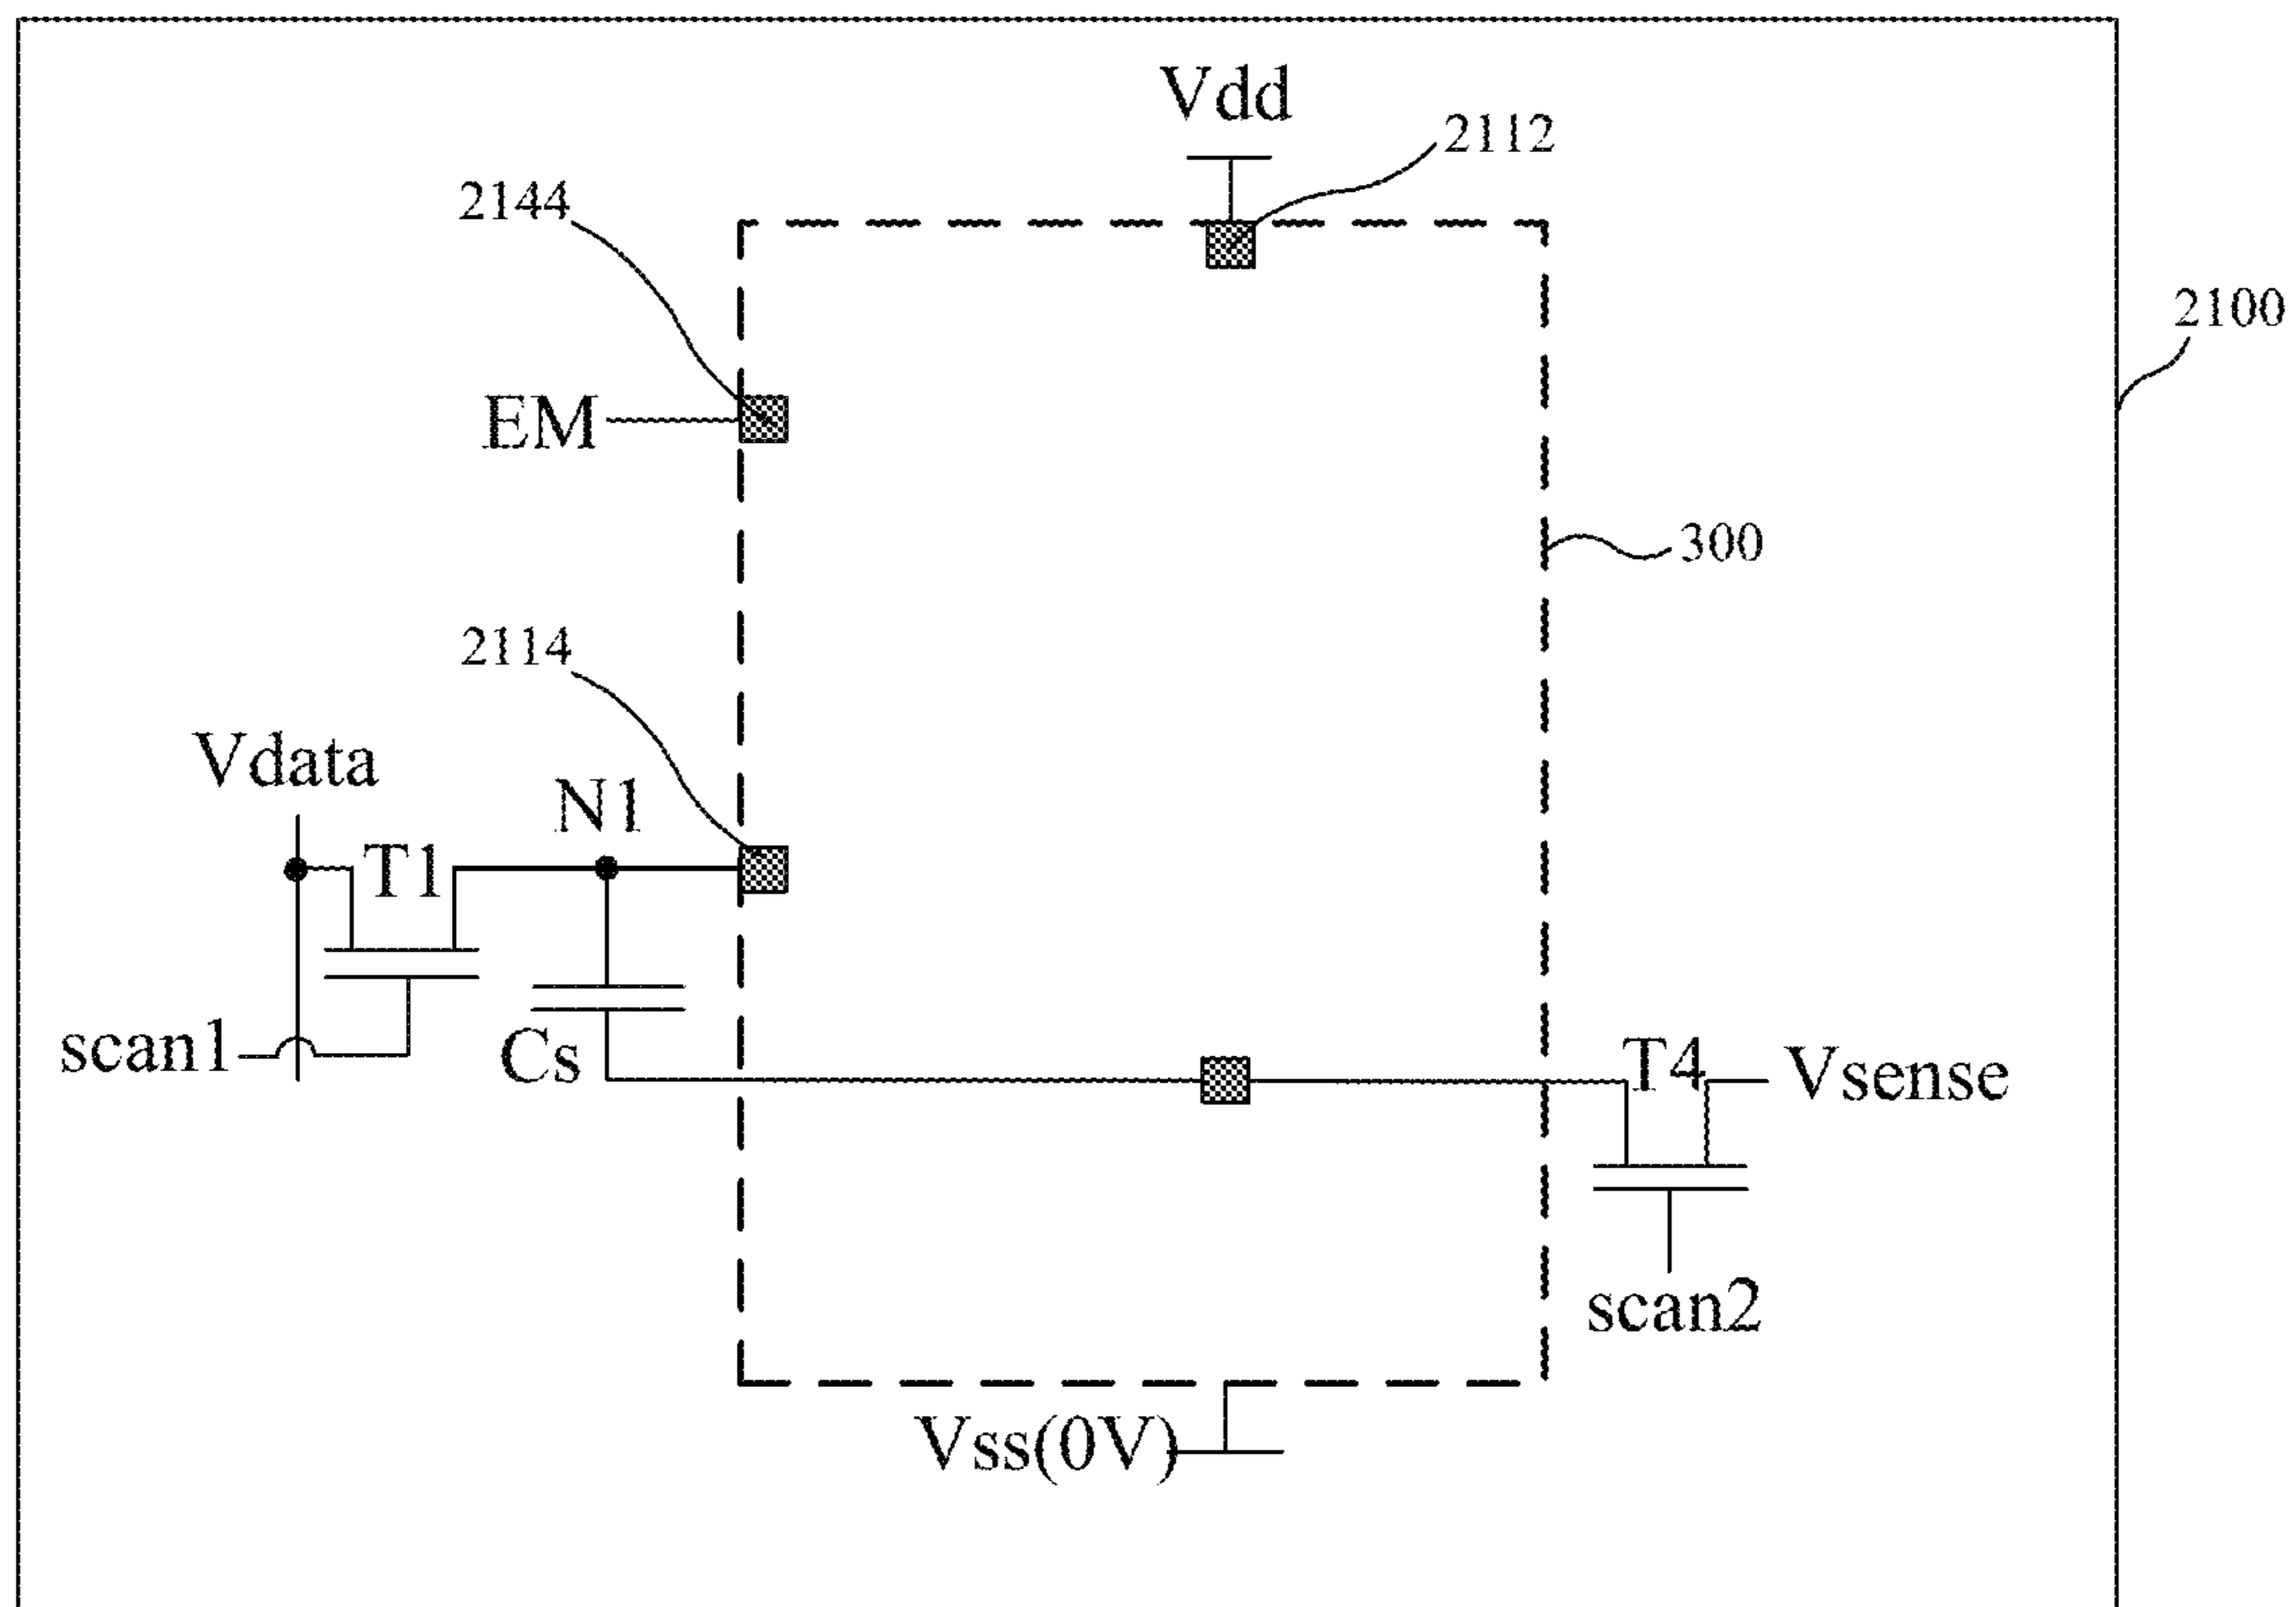 Vdd
2112
2144
2100
EM
300
2114
Vdata
N1
T1
scan1
Cs
T4
Vsense
scan2
Vss(0V)